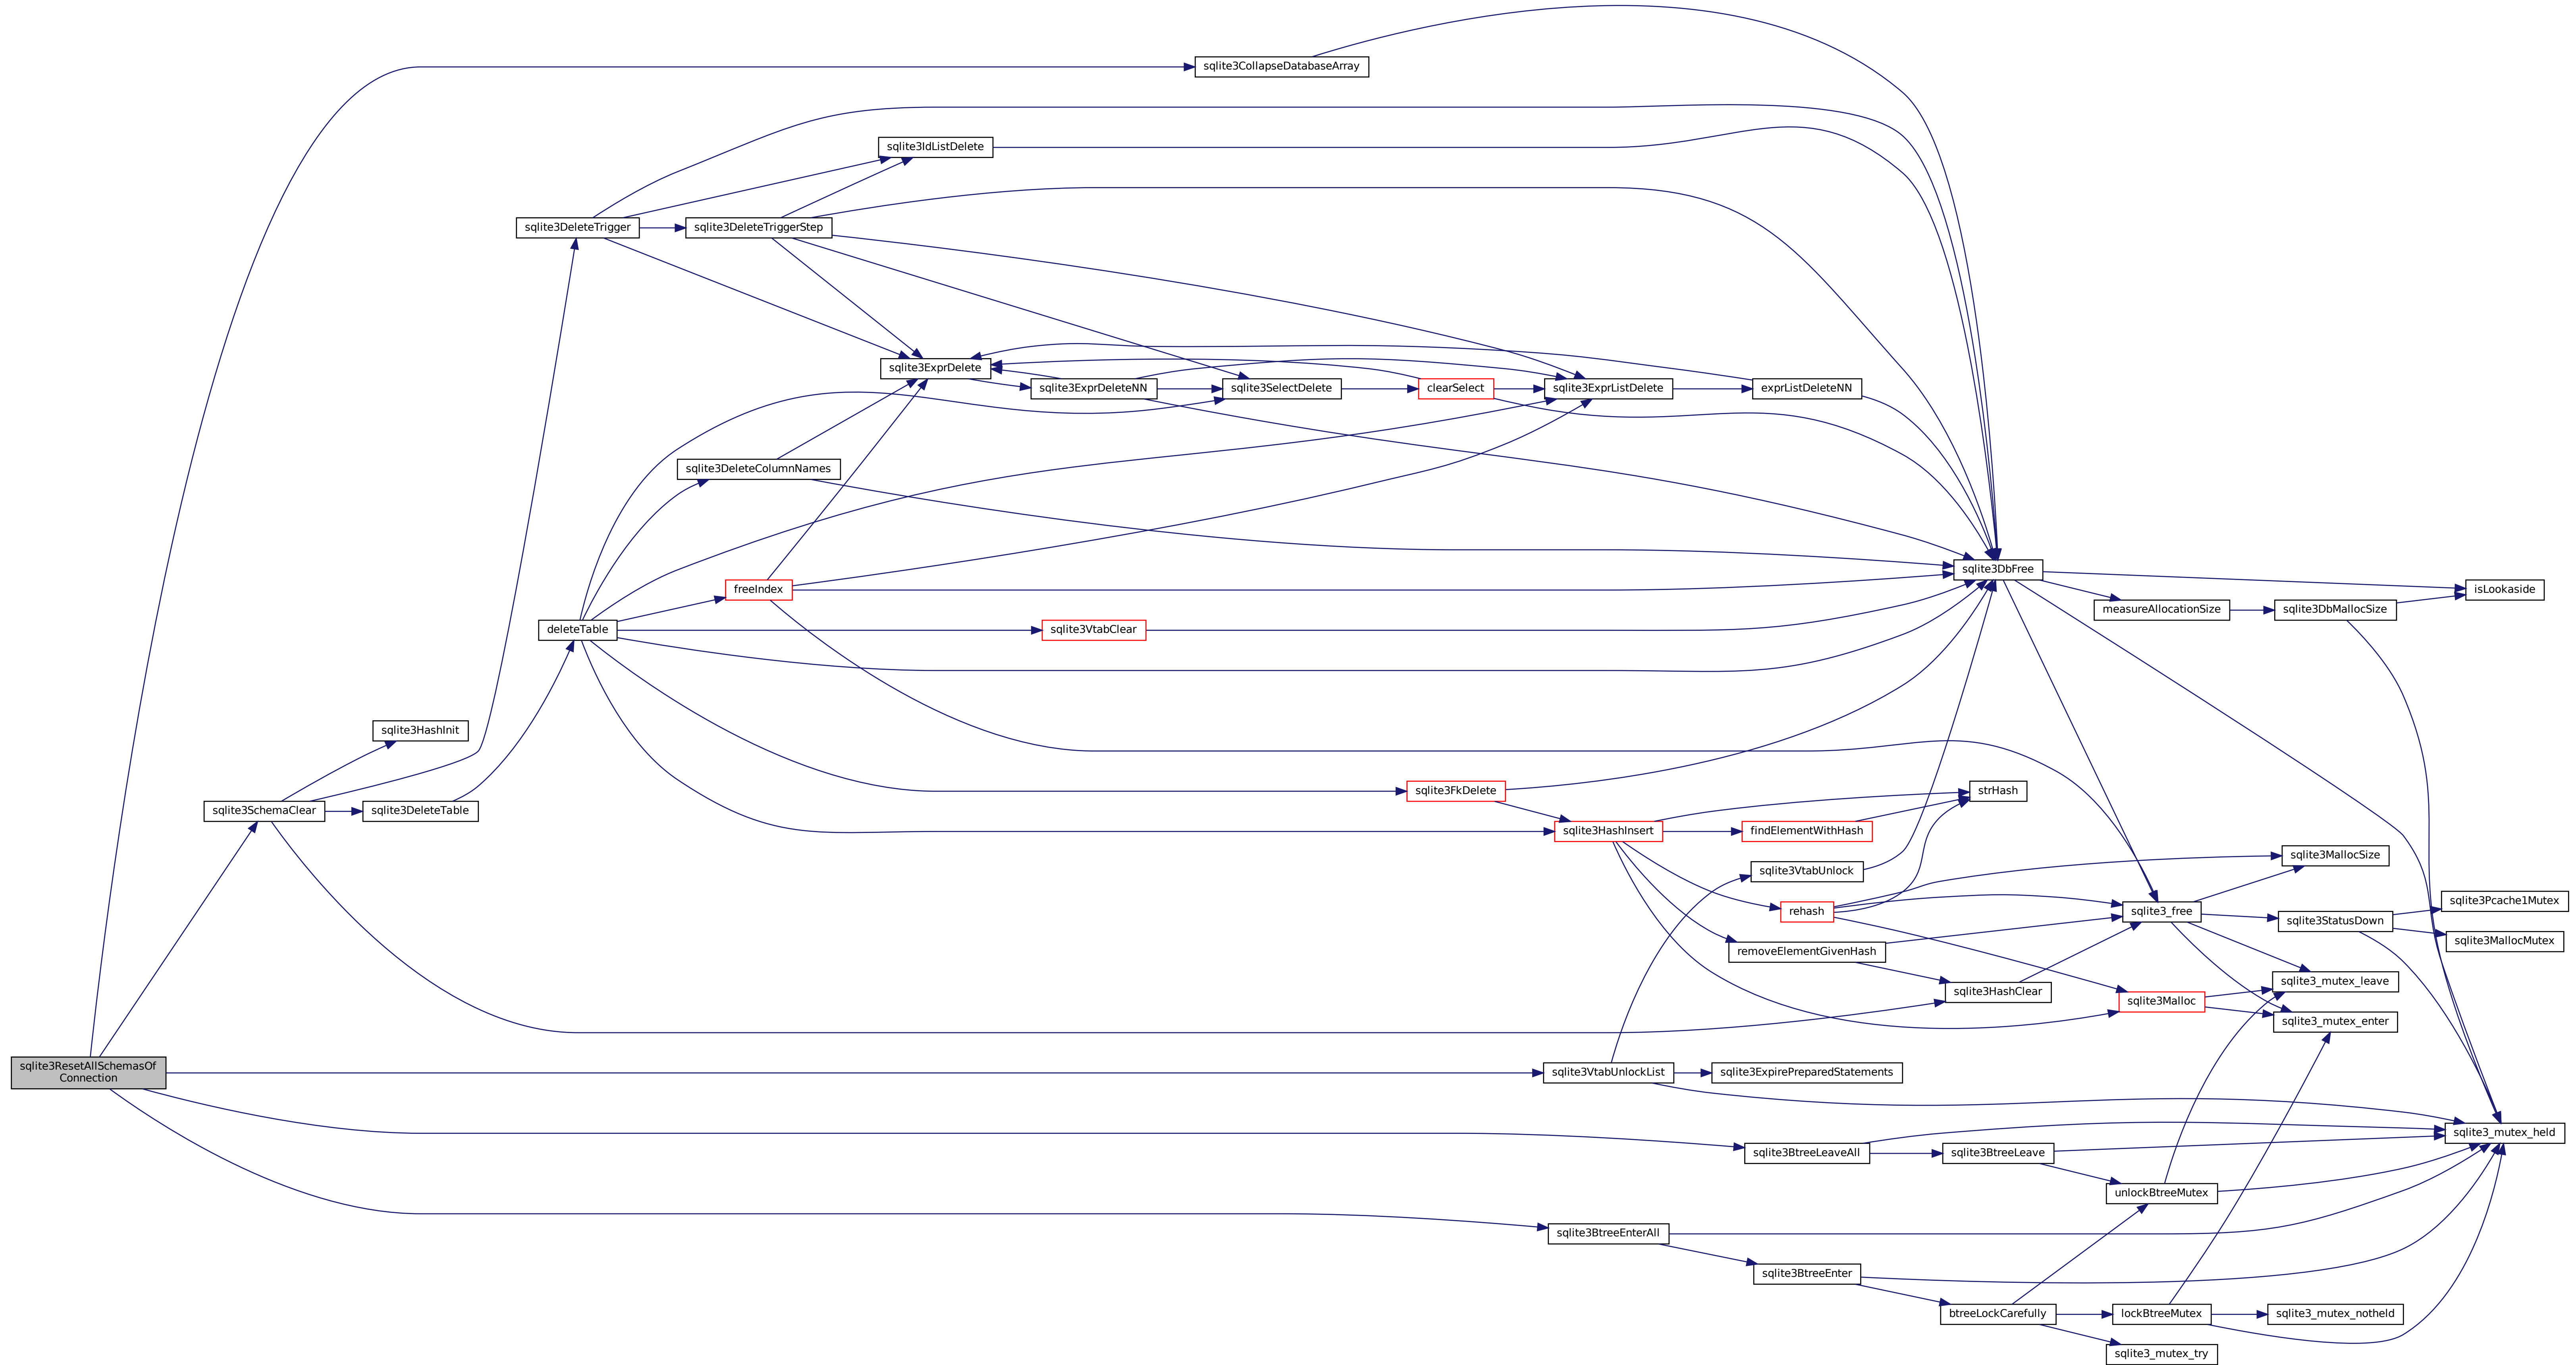 sqlite3CollapseDatabaseArray
sqlite3IdListDelete
sqlite3DeleteTrigger
sqlite3DeleteTriggerStep
sqlite3ExprDelete
sqlite3ExprDeleteNN
sqlite3SelectDelete
clearSelect
sqlite3ExprListDelete
exprListDeleteNN
sqlite3DeleteColumnNames
sqlite3DbFree
freeIndex
isLookaside
measureAllocationSize
sqlite3DbMallocSize
deleteTable
sqlite3VtabClear
sqlite3HashInit
sqlite3FkDelete
strHash
sqlite3SchemaClear
sqlite3DeleteTable
sqlite3HashInsert
findElementWithHash
sqlite3MallocSize
sqlite3VtabUnlock
sqlite3Pcache1Mutex
rehash
sqlite3_free
sqlite3StatusDown
sqlite3MallocMutex
removeElementGivenHash
sqlite3_mutex_leave
sqlite3HashClear
sqlite3Malloc
sqlite3_mutex_enter
sqlite3ResetAllSchemasOf
Connection
sqlite3VtabUnlockList
sqlite3ExpirePreparedStatements
sqlite3_mutex_held
sqlite3BtreeLeaveAll
sqlite3BtreeLeave
unlockBtreeMutex
sqlite3BtreeEnterAll
sqlite3BtreeEnter
btreeLockCarefully
lockBtreeMutex
sqlite3_mutex_notheld
sqlite3_mutex_try